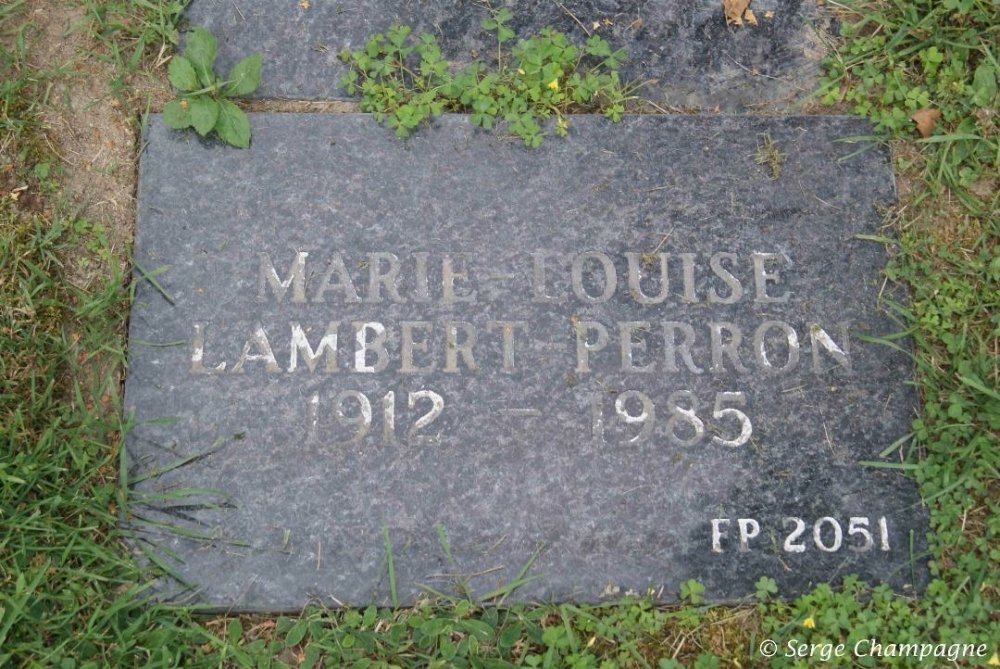 MARIE-LOUISE
LAMBERT-PERRON
1912 - 1985
FP 2051
© Serge Champagne